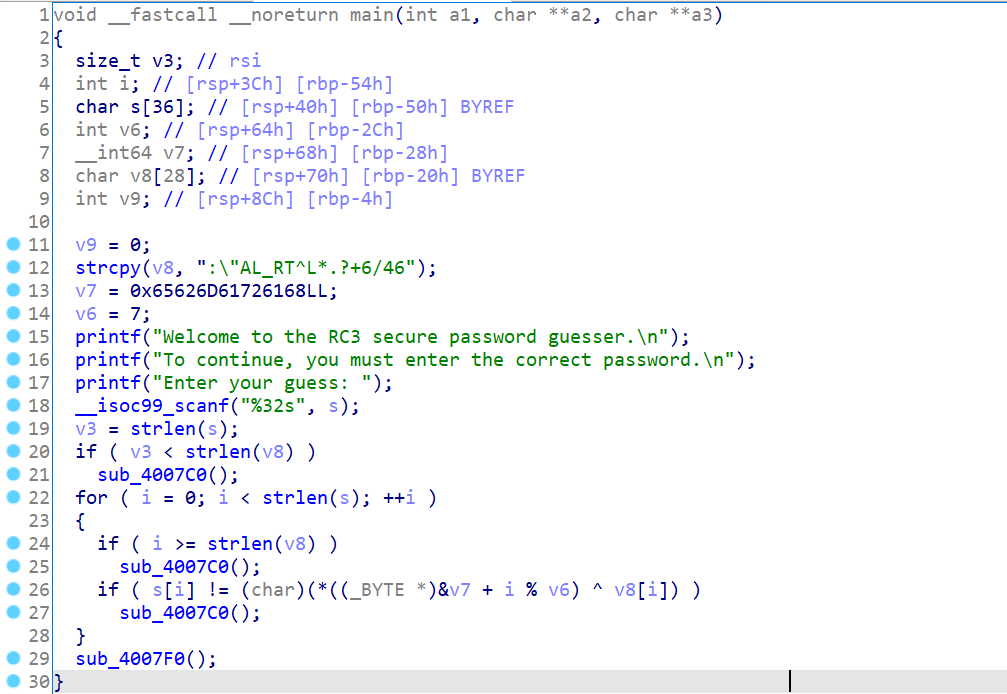 1 void __fastcall __noreturn main(int a1, char **a2, char **a3)
2 {
3   size_t v3; // rsi
4   int i; // [rsp+3Ch] [rbp-54h]
5   char s[36]; // [rsp+40h] [rbp-50h] BYREF
6   int v6; // [rsp+64h] [rbp-2Ch]
7   __int64 v7; // [rsp+68h] [rbp-28h]
8   char v8[28]; // [rsp+70h] [rbp-20h] BYREF
9   int v9; // [rsp+8Ch] [rbp-4h]
10
11   v9 = 0;
12   strcpy(v8, ":\"AL_RT^L*.?+6/46");
13   v7 = 0x65626D61726168LL;
14   v6 = 7;
15   printf("Welcome to the RC3 secure password guesser.\n");
16   printf("To continue, you must enter the correct password.\n");
17   printf("Enter your guess: ");
18   __isoc99_scanf("%32s", s);
19   v3 = strlen(s);
20   if ( v3 < strlen(v8) )
21     sub_4007C0();
22   for ( i = 0; i < strlen(s); ++i )
23   {
24     if ( i >= strlen(v8) )
25       sub_4007C0();
26     if ( s[i] != (char)(*((_BYTE *)&v7 + i % v6) ^ v8[i]) )
27       sub_4007C0();
28   }
29   sub_4007F0();
30 }